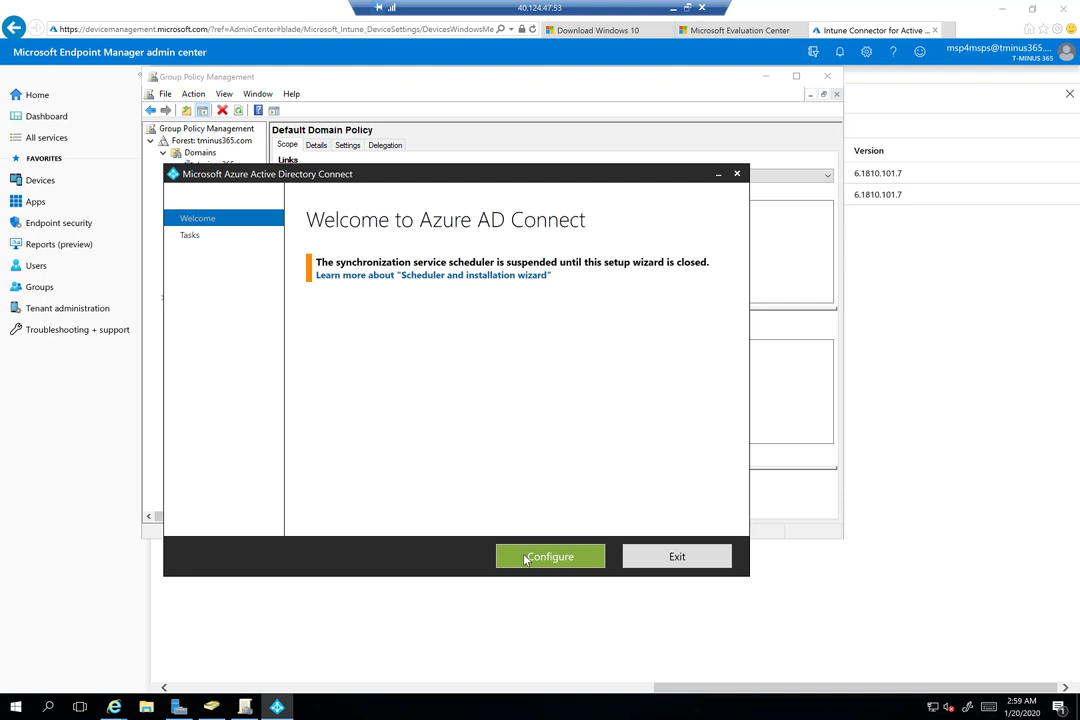 40.124.47.53
https://devicemanagement.microsoft.com/?ref=AdminCenter#blade/Microsoft_Intune_DeviceSettings/DevicesWindowsMe
Download Windows 10
Microsoft Evaluation Center
Intune Connector for Active ...
Microsoft Endpoint Manager admin center
msp4msps@tminus365....
T-MINUS 365
Home
Dashboard
All services
FAVORITES
Devices
Apps
Endpoint security
Reports (preview)
Users
Groups
Tenant administration
Troubleshooting + support
Group Policy Management
File Action View Window Help
Group Policy Management
Forest: tminus365.com
Domains
Default Domain Policy
Scope Details Settings Delegation
Links
Version
6.1810.101.7
6.1810.101.7
Microsoft Azure Active Directory Connect
Welcome
Tasks
Welcome to Azure AD Connect
The synchronization service scheduler is suspended until this setup wizard is closed.
Learn more about "Scheduler and installation wizard"
Configure
Exit
2:59 AM
1/20/2020